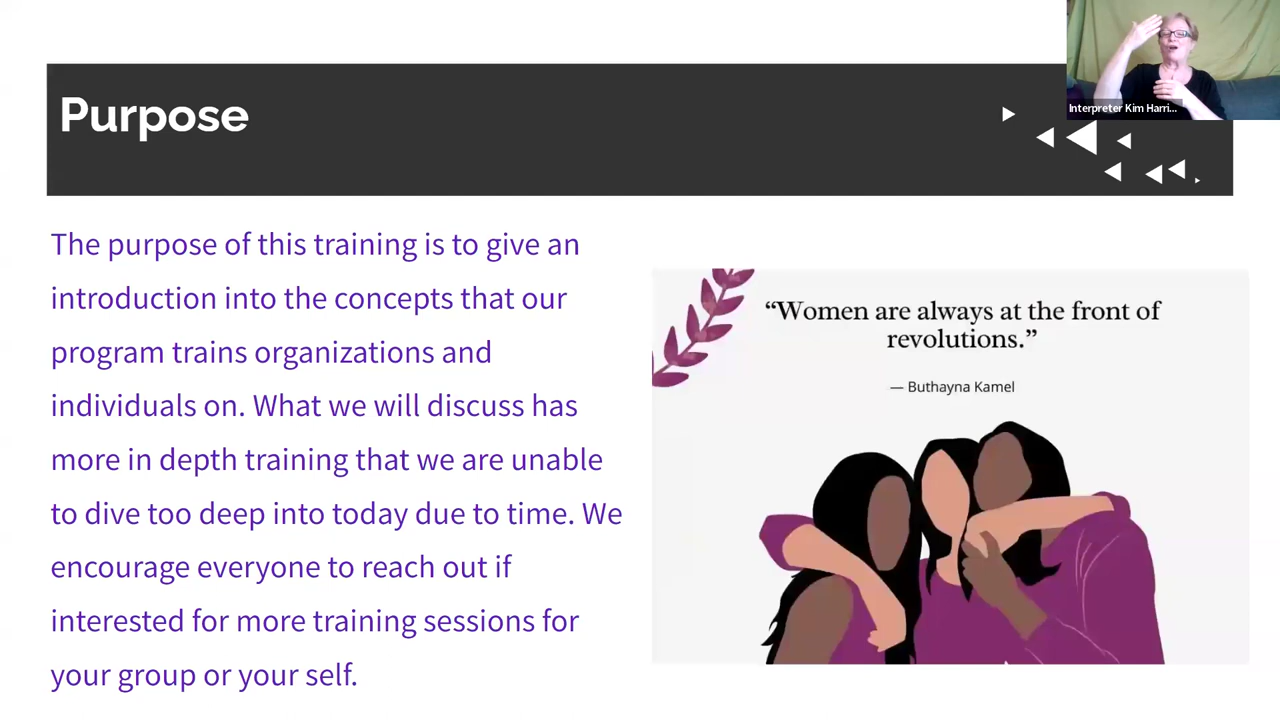 Interpreter Kim Harri...
Purpose
The purpose of this training is to give an
introduction into the concepts that our
program trains organizations and
individuals on. What we will discuss has
more in depth training that we are unable
to dive too deep into today due to time. We
encourage everyone to reach out if
interested for more training sessions for
your group or your self.
“Women are always at the front of
revolutions.”
— Buthayna Kamel